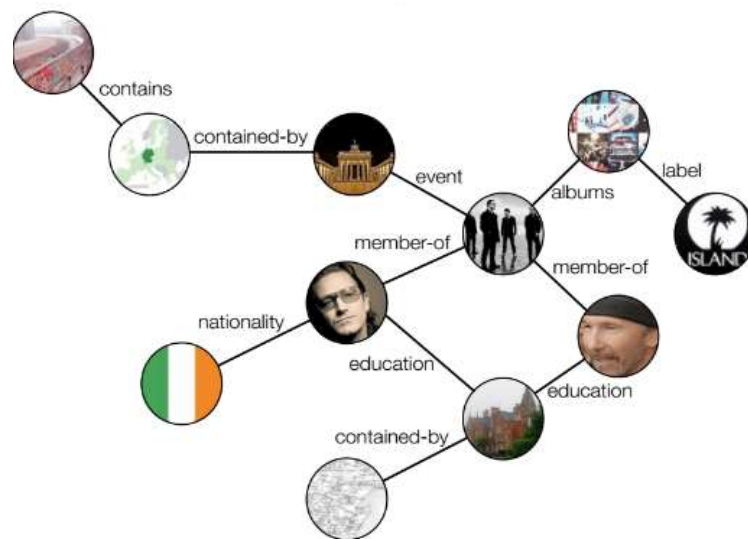 contains
contained-by
event
albums
label
ISLAND
member-of
member-of
nationality
education
education
contained-by